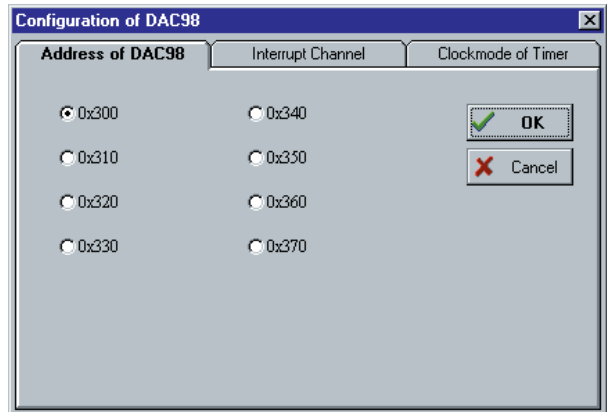 Configuration of DAC98
Address of DAC98 Interrupt Channel Clockmode of Timer
0x300 0x340 OK
0x310 0x350 Cancel
0x320 0x360
0x330 0x370